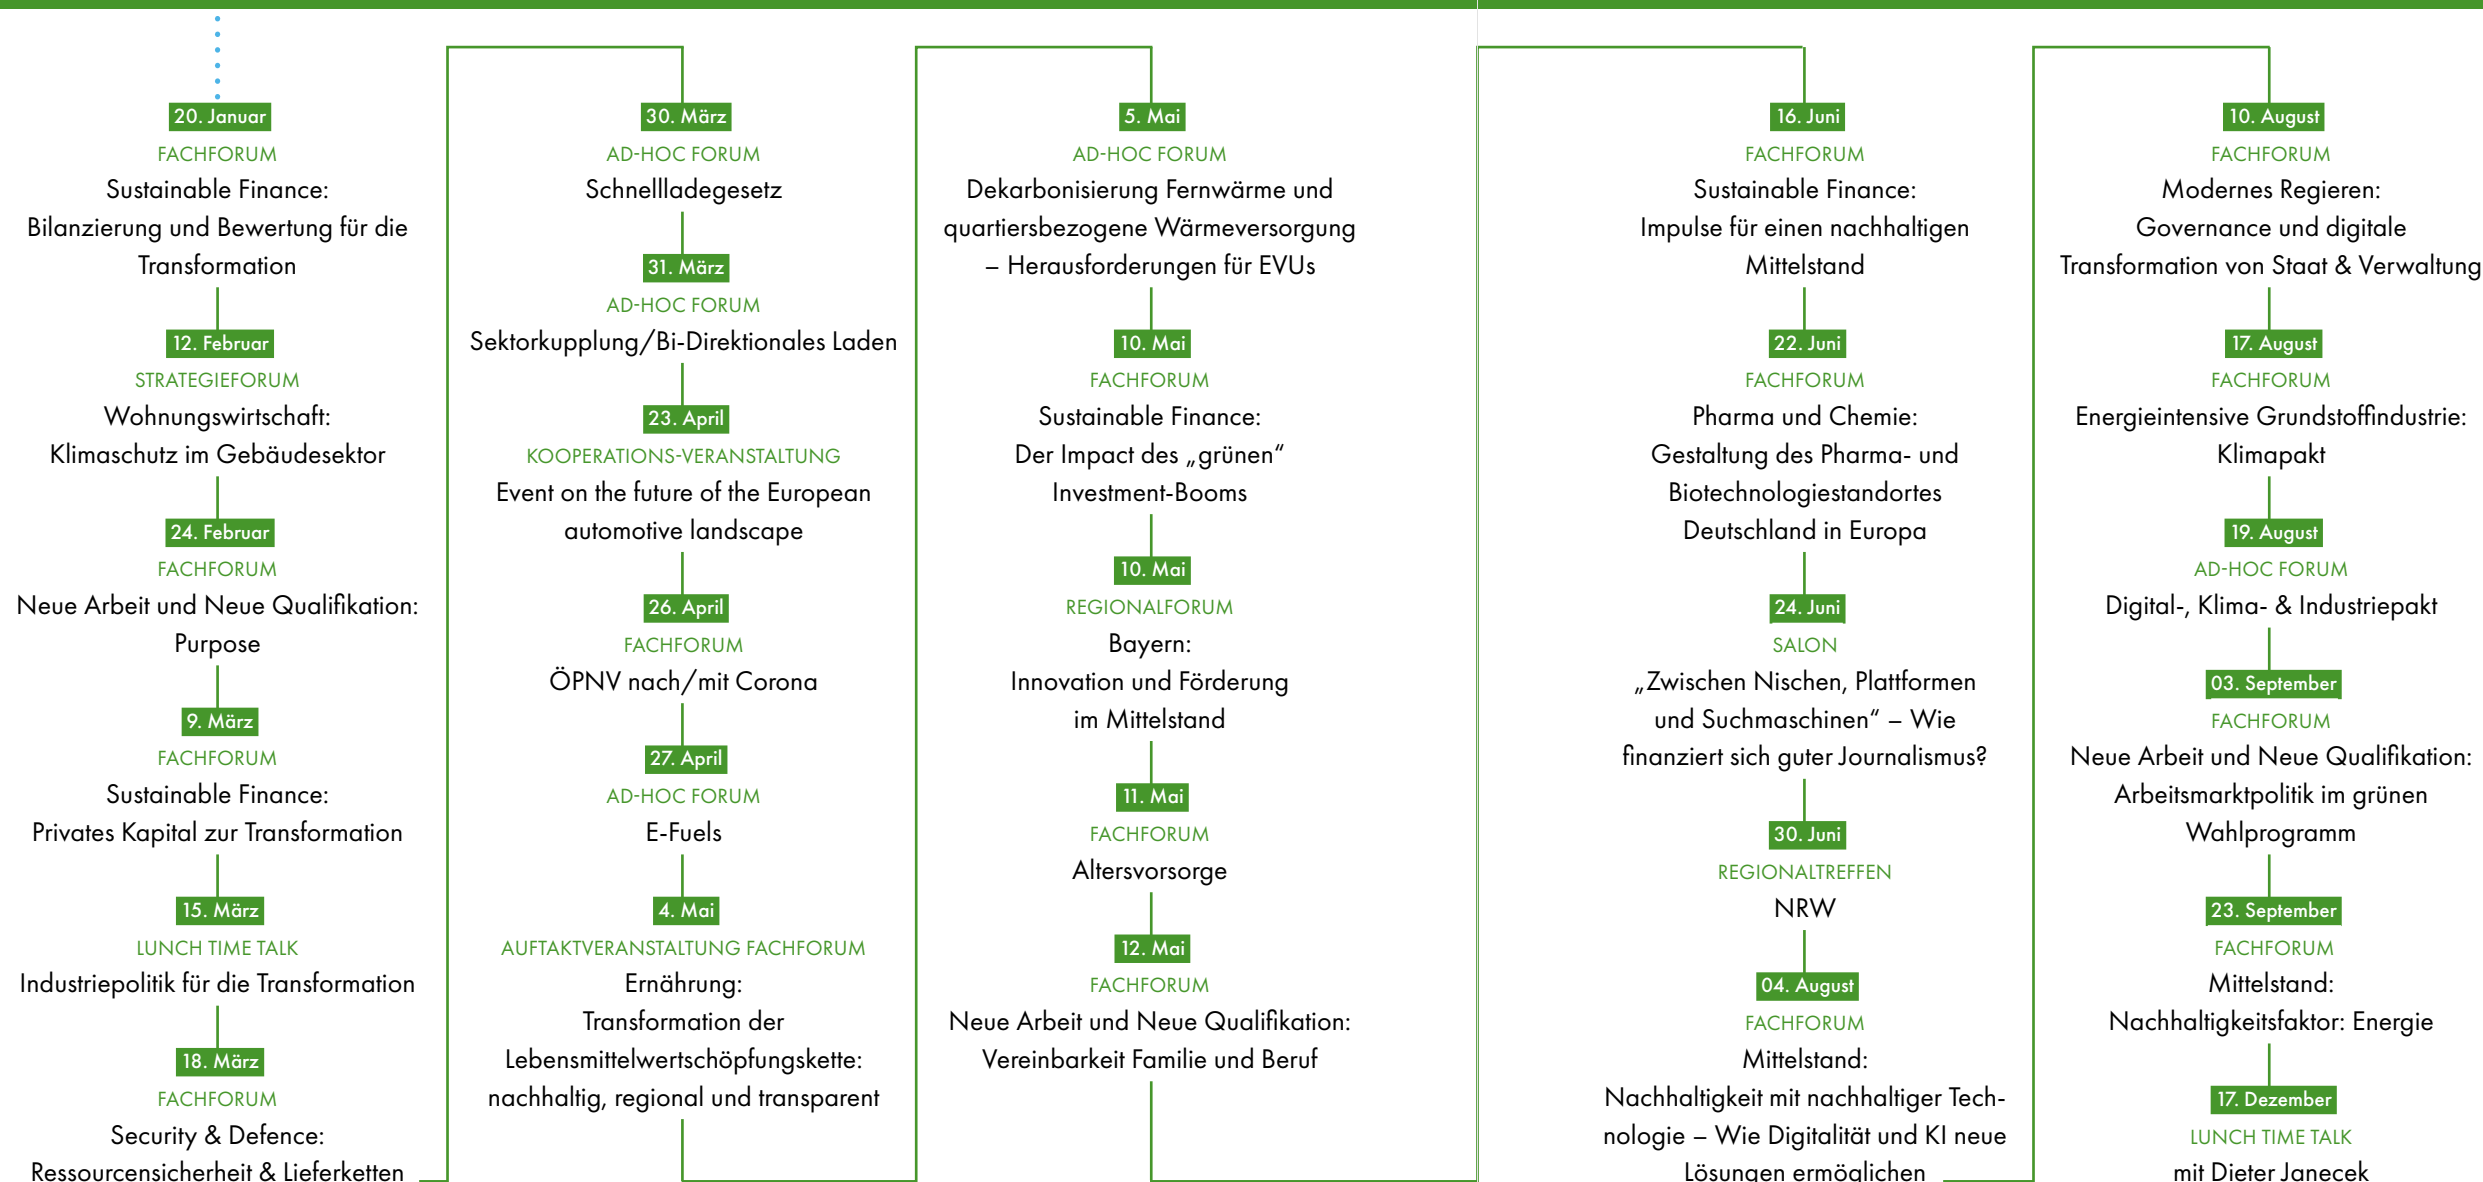 20. Januar
FACHFORUM
Sustainable Finance:
Bilanzierung und Bewertung für die
Transformation
12. Februar
STRATEGIEFORUM
Wohnungswirtschaft:
Klimaschutz im Gebäudesektor
24. Februar
FACHFORUM
Neue Arbeit und Neue Qualifikation:
Purpose
9. März
FACHFORUM
Sustainable Finance:
Privates Kapital zur Transformation
15. März
LUNCH TIME TALK
Industriepolitik für die Transformation
18. März
FACHFORUM
Security & Defence:
Ressourcensicherheit & Lieferketten
30. März
AD-HOC FORUM
Schnellladegesetz
31. März
AD-HOC FORUM
Sektorkupplung/Bi-Direktionales Laden
23. April
KOOPERATIONS-VERANSTALTUNG
Event on the future of the European
automotive landscape
26. April
FACHFORUM
ÖPNV nach/mit Corona
27. April
AD-HOC FORUM
E-Fuels
4. Mai
AUFTAKTVERANSTALTUNG FACHFORUM
Ernährung:
Transformation der
Lebensmittelwertschöpfungskette:
nachhaltig, regional und transparent
5. Mai
AD-HOC FORUM
Dekarbonisierung Fernwärme und
quartiersbezogene Wärmeversorgung
– Herausforderungen für EVUs
10. Mai
FACHFORUM
Sustainable Finance:
Der Impact des „grünen“
Investment-Booms
10. Mai
REGIONALFORUM
Bayern:
Innovation und Förderung
im Mittelstand
11. Mai
FACHFORUM
Altersvorsorge
12. Mai
FACHFORUM
Neue Arbeit und Neue Qualifikation:
Vereinbarkeit Familie und Beruf
16. Juni
FACHFORUM
Sustainable Finance:
Impulse für einen nachhaltigen
Mittelstand
22. Juni
FACHFORUM
Pharma und Chemie:
Gestaltung des Pharma- und
Biotechnologiestandortes
Deutschland in Europa
24. Juni
SALON
„Zwischen Nischen, Plattformen
und Suchmaschinen“ – Wie
finanziert sich guter Journalismus?
30. Juni
REGIONALTREFFEN
NRW
04. August
FACHFORUM
Mittelstand:
Nachhaltigkeit mit nachhaltiger Tech-
nologie – Wie Digitalität und KI neue
Lösungen ermöglichen
10. August
FACHFORUM
Modernes Regieren:
Governance und digitale
Transformation von Staat & Verwaltung
17. August
FACHFORUM
Energieintensive Grundstoffindustrie:
Klimapakt
19. August
AD-HOC FORUM
Digital-, Klima- & Industriepakt
03. September
FACHFORUM
Neue Arbeit und Neue Qualifikation:
Arbeitsmarktpolitik im grünen
Wahlprogramm
23. September
FACHFORUM
Mittelstand:
Nachhaltigkeitsfaktor: Energie
17. Dezember
LUNCH TIME TALK
mit Dieter Janecek